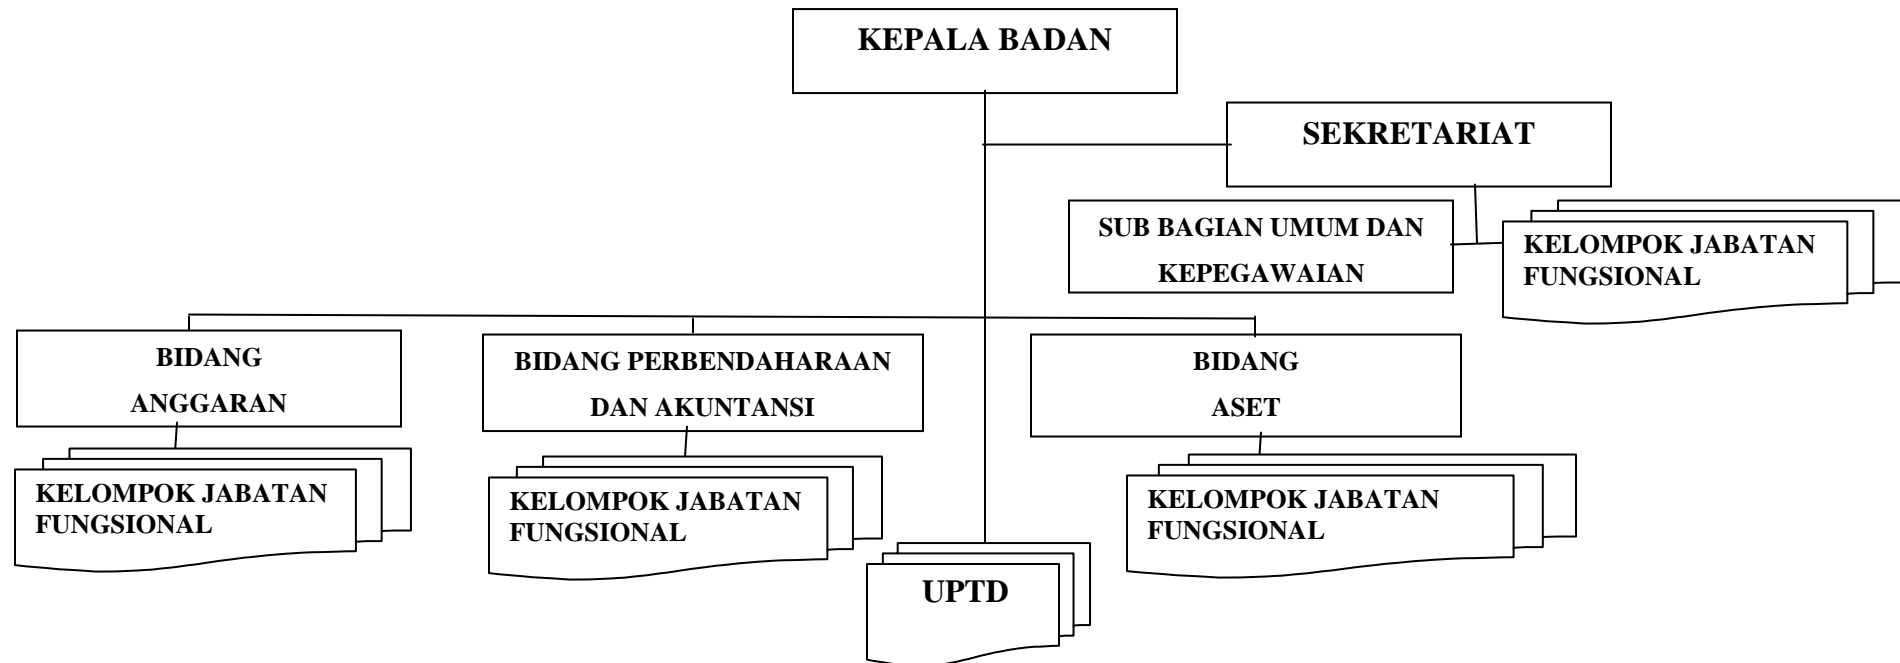 KEPALA BADAN
SEKRETARIAT
SUB BAGIAN UMUM DAN
KEPEGAWAIAN
KELOMPOK JABATAN
FUNGSIONAL
BIDANG
ANGGARAN
BIDANG PERBENDAHARAAN
DAN AKUNTANSI
BIDANG
ASET
KELOMPOK JABATAN
FUNGSIONAL
KELOMPOK JABATAN
FUNGSIONAL
KELOMPOK JABATAN
FUNGSIONAL
UPTD